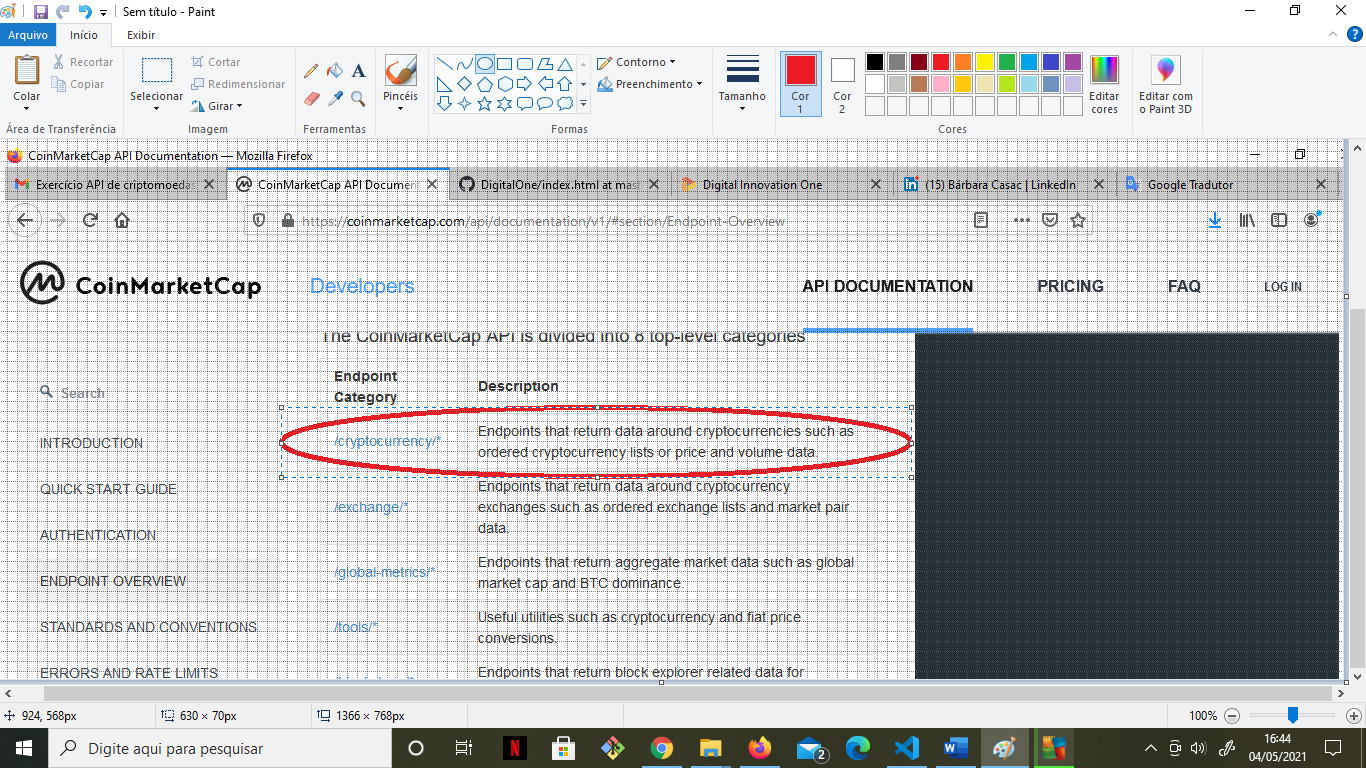 Sem título - Paint
Arquivo
Início
Exibir
Colar
Recortar
Copiar
Área de Transferência
Selecionar
Cortar
Redimensionar
Girar
Imagem
Ferramentas
Pincéis
Contorno
Preenchimento
Formas
Tamanho
Cor
1
Cor
2
Cores
Editar
cores
Editar com
o Paint 3D
CoinMarketCap API Documentation — Mozilla Firefox
Exercício API de criptomoedas
CoinMarketCap API Document
DigitalOne/index.html at mast
Digital Innovation One
(15) Bárbara Casac | LinkedIn
Google Tradutor
https://coinmarketcap.com/api/documentation/v1/#section/Endpoint-Overview
CoinMarketCap
Developers
API DOCUMENTATION
PRICING
FAQ
LOG IN
The CoinMarketCap API is divided into 8 top-level categories
Search
INTRODUCTION
QUICK START GUIDE
AUTHENTICATION
ENDPOINT OVERVIEW
STANDARDS AND CONVENTIONS
ERRORS AND RATE LIMITS
Endpoint
Category
Description
/cryptocurrency/*
Endpoints that return data around cryptocurrencies such as
ordered cryptocurrency lists or price and volume data.
/exchange/*
Endpoints that return data around cryptocurrency
exchanges such as ordered exchange lists and market pair
data.
/global-metrics/*
Endpoints that return aggregate market data such as global
market cap and BTC dominance.
/tools/*
Useful utilities such as cryptocurrency and fiat price
conversions.
Endpoints that return block explorer related data for
924, 568px
630 × 70px
1366 × 768px
100%
Digite aqui para pesquisar
N
2
16:44
04/05/2021